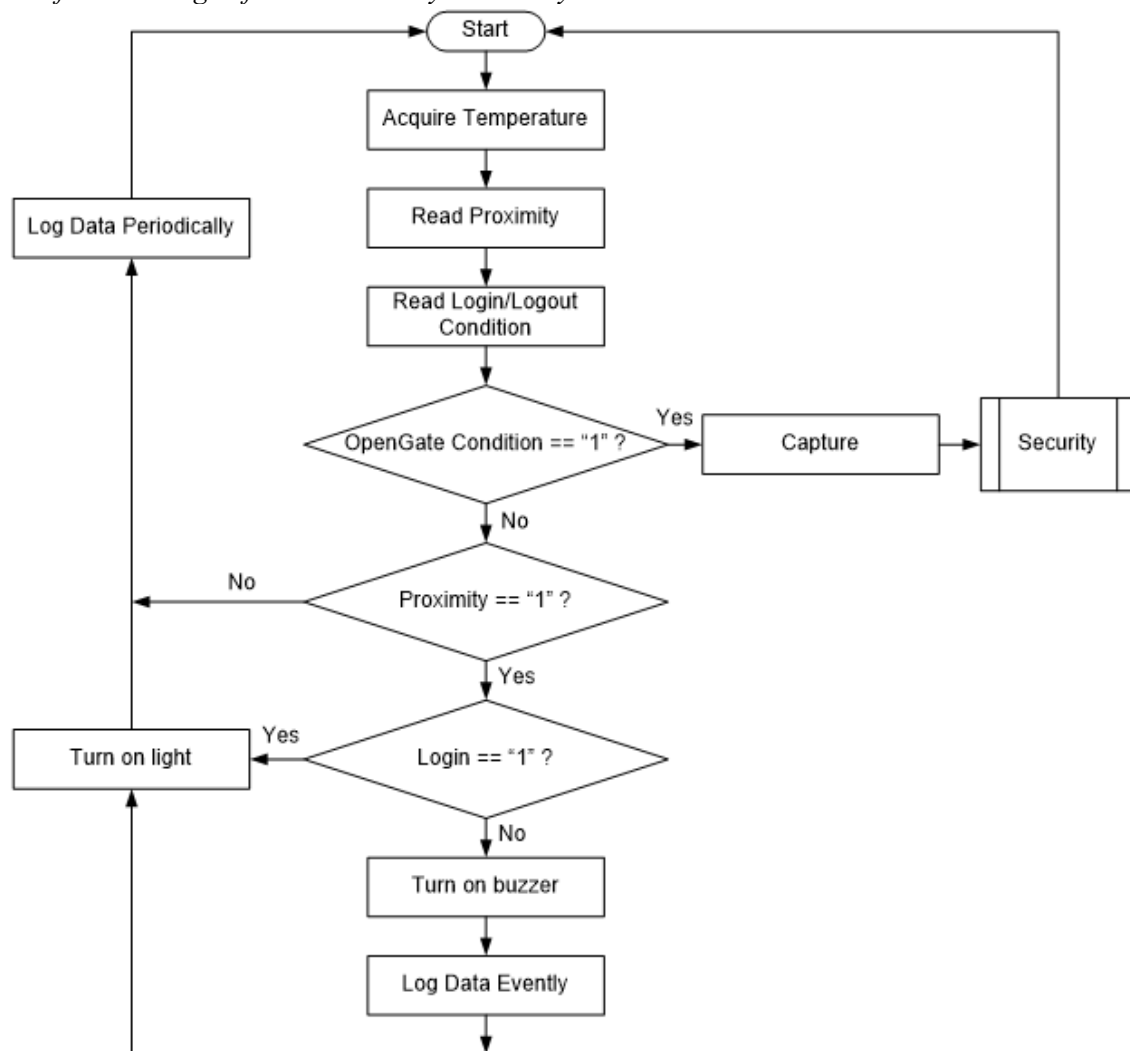 Start
Acquire Temperature
Log Data Periodically
Read Proximity
Read Login/Logout
Condition
OpenGate Condition == “1” ?
Yes
Capture
Security
No
Proximity == “1” ?
No
Yes
Login == “1” ?
Yes
Turn on light
No
Turn on buzzer
Log Data Evently